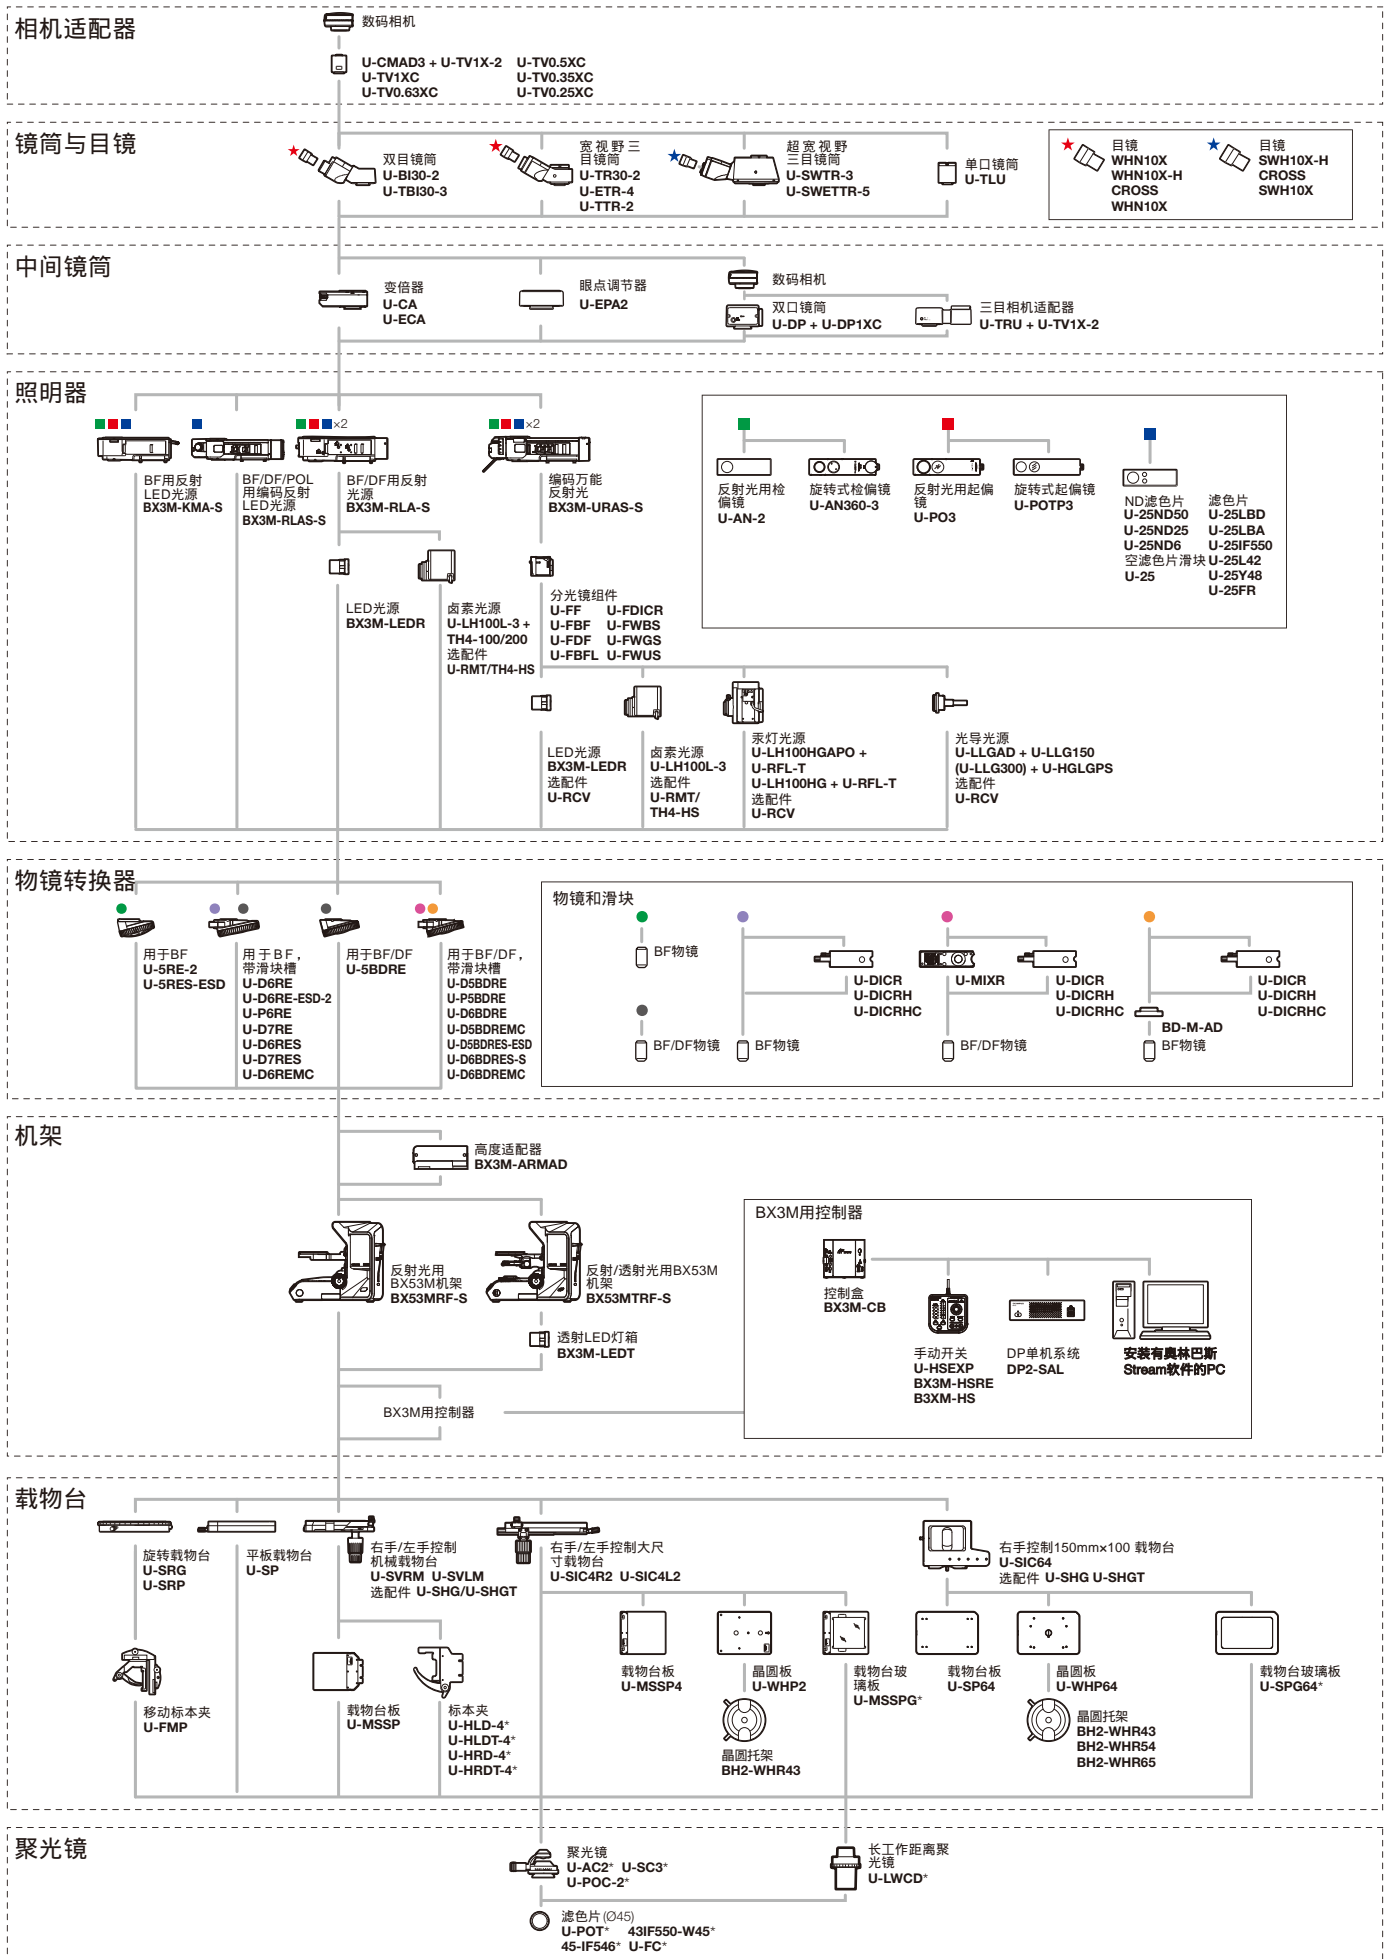 相机适配器
数码相机
U-CMAD3 + U-TV1X-2
U-TV1XC
U-TV0.63XC
U-TV0.5XC
U-TV0.35XC
U-TV0.25XC
镜筒与目镜
双目镜筒
U-BI30-2
U-TBI30-3
宽视野三
目镜筒
U-TR30-2
U-ETR-4
U-TTR-2
超宽视野
三目镜筒
U-SWTR-3
U-SWETTR-5
单口镜筒
U-TLU
目镜
WHN10X
WHN10X-H
CROSS
WHN10X
目镜
SWH10X-H
CROSS
SWH10X
中间镜筒
变倍器
U-CA
U-ECA
眼点调节器
U-EPA2
数码相机
双口镜筒
U-DP + U-DP1XC
三目相机适配器
U-TRU + U-TV1X-2
照明器
×2
×2
BF用反射
LED光源
BX3M-KMA-S
BF/DF/POL
用编码反射
LED光源
BX3M-RLAS-S
BF/DF用反射
光源
BX3M-RLA-S
编码万能
反射光
BX3M-URAS-S
反射光用检
偏镜
U-AN-2
旋转式检偏镜
U-AN360-3
反射光用起偏
镜
U-PO3
旋转式起偏镜
U-POTP3
ND滤色片
U-25ND50
U-25ND25
U-25ND6
空滤色片滑块
U-25
滤色片
U-25LBD
U-25LBA
U-25IF550
U-25L42
U-25Y48
U-25FR
LED光源
BX3M-LEDR
卤素光源
U-LH100L-3 +
TH4-100/200
选配件
U-RMT/TH4-HS
分光镜组件
U-FF
U-FBF
U-FDF
U-FBFL
U-FDICR
U-FWBS
U-FWGS
U-FWUS
LED光源
BX3M-LEDR
选配件
U-RCV
卤素光源
U-LH100L-3
选配件
U-RMT/
TH4-HS
汞灯光源
U-LH100HGAPO +
U-RFL-T
U-LH100HG + U-RFL-T
选配件
U-RCV
光导光源
U-LLGAD + U-LLG150
(U-LLG300) + U-HGLGPS
选配件
U-RCV
物镜转换器
用于BF
U-5RE-2
U-5RES-ESD
用于BF，
带滑块槽
U-D6RE
U-D6RE-ESD-2
U-P6RE
U-D7RE
U-D6RES
U-D7RES
U-D6REMC
用于BF/DF
U-5BDRE
用于BF/DF，
带滑块槽
U-D5BDRE
U-P5BDRE
U-D6BDRE
U-D5BDREMC
U-D5BDRES-ESD
U-D6BDRES-S
U-D6BDREMC
物镜和滑块
BF物镜
BF/DF物镜
U-DICR
U-DICRH
U-DICRHC
BF物镜
U-MIXR
U-DICR
U-DICRH
U-DICRHC
BF/DF物镜
U-DICR
U-DICRH
U-DICRHC
BD-M-AD
BF物镜
机架
高度适配器
BX3M-ARMAD
反射光用
BX53M机架
BX53MRF-S
反射/透射光用BX53M
机架
BX53MTRF-S
透射LED灯箱
BX3M-LEDT
BX3M用控制器
BX3M用控制器
控制盒
BX3M-CB
手动开关
U-HSEXP
BX3M-HSRE
B3XM-HS
DP单机系统
DP2-SAL
安装有奥林巴斯
Stream软件的PC
载物台
旋转载物台
U-SRG
U-SRP
平板载物台
U-SP
右手/左手控制
机械载物台
U-SVRM U-SVLM
选配件 U-SHG/U-SHGT
右手/左手控制大尺
寸载物台
U-SIC4R2 U-SIC4L2
右手控制150mm×100 载物台
U-SIC64
选配件 U-SHG U-SHGT
移动标本夹
U-FMP
载物台板
U-MSSP
标本夹
U-HLD-4*
U-HLDT-4*
U-HRD-4*
U-HRDT-4*
载物台板
U-MSSP4
晶圆板
U-WHP2
晶圆托架
BH2-WHR43
载物台玻
璃板
U-MSSPG*
载物台板
U-SP64
晶圆板
U-WHP64
晶圆托架
BH2-WHR43
BH2-WHR54
BH2-WHR65
载物台玻璃板
U-SPG64*
聚光镜
聚光镜
U-AC2* U-SC3*
U-POC-2*
长工作距离聚
光镜
U-LWCD*
滤色片(Ø45)
U-POT* 43IF550-W45*
45-IF546* U-FC*